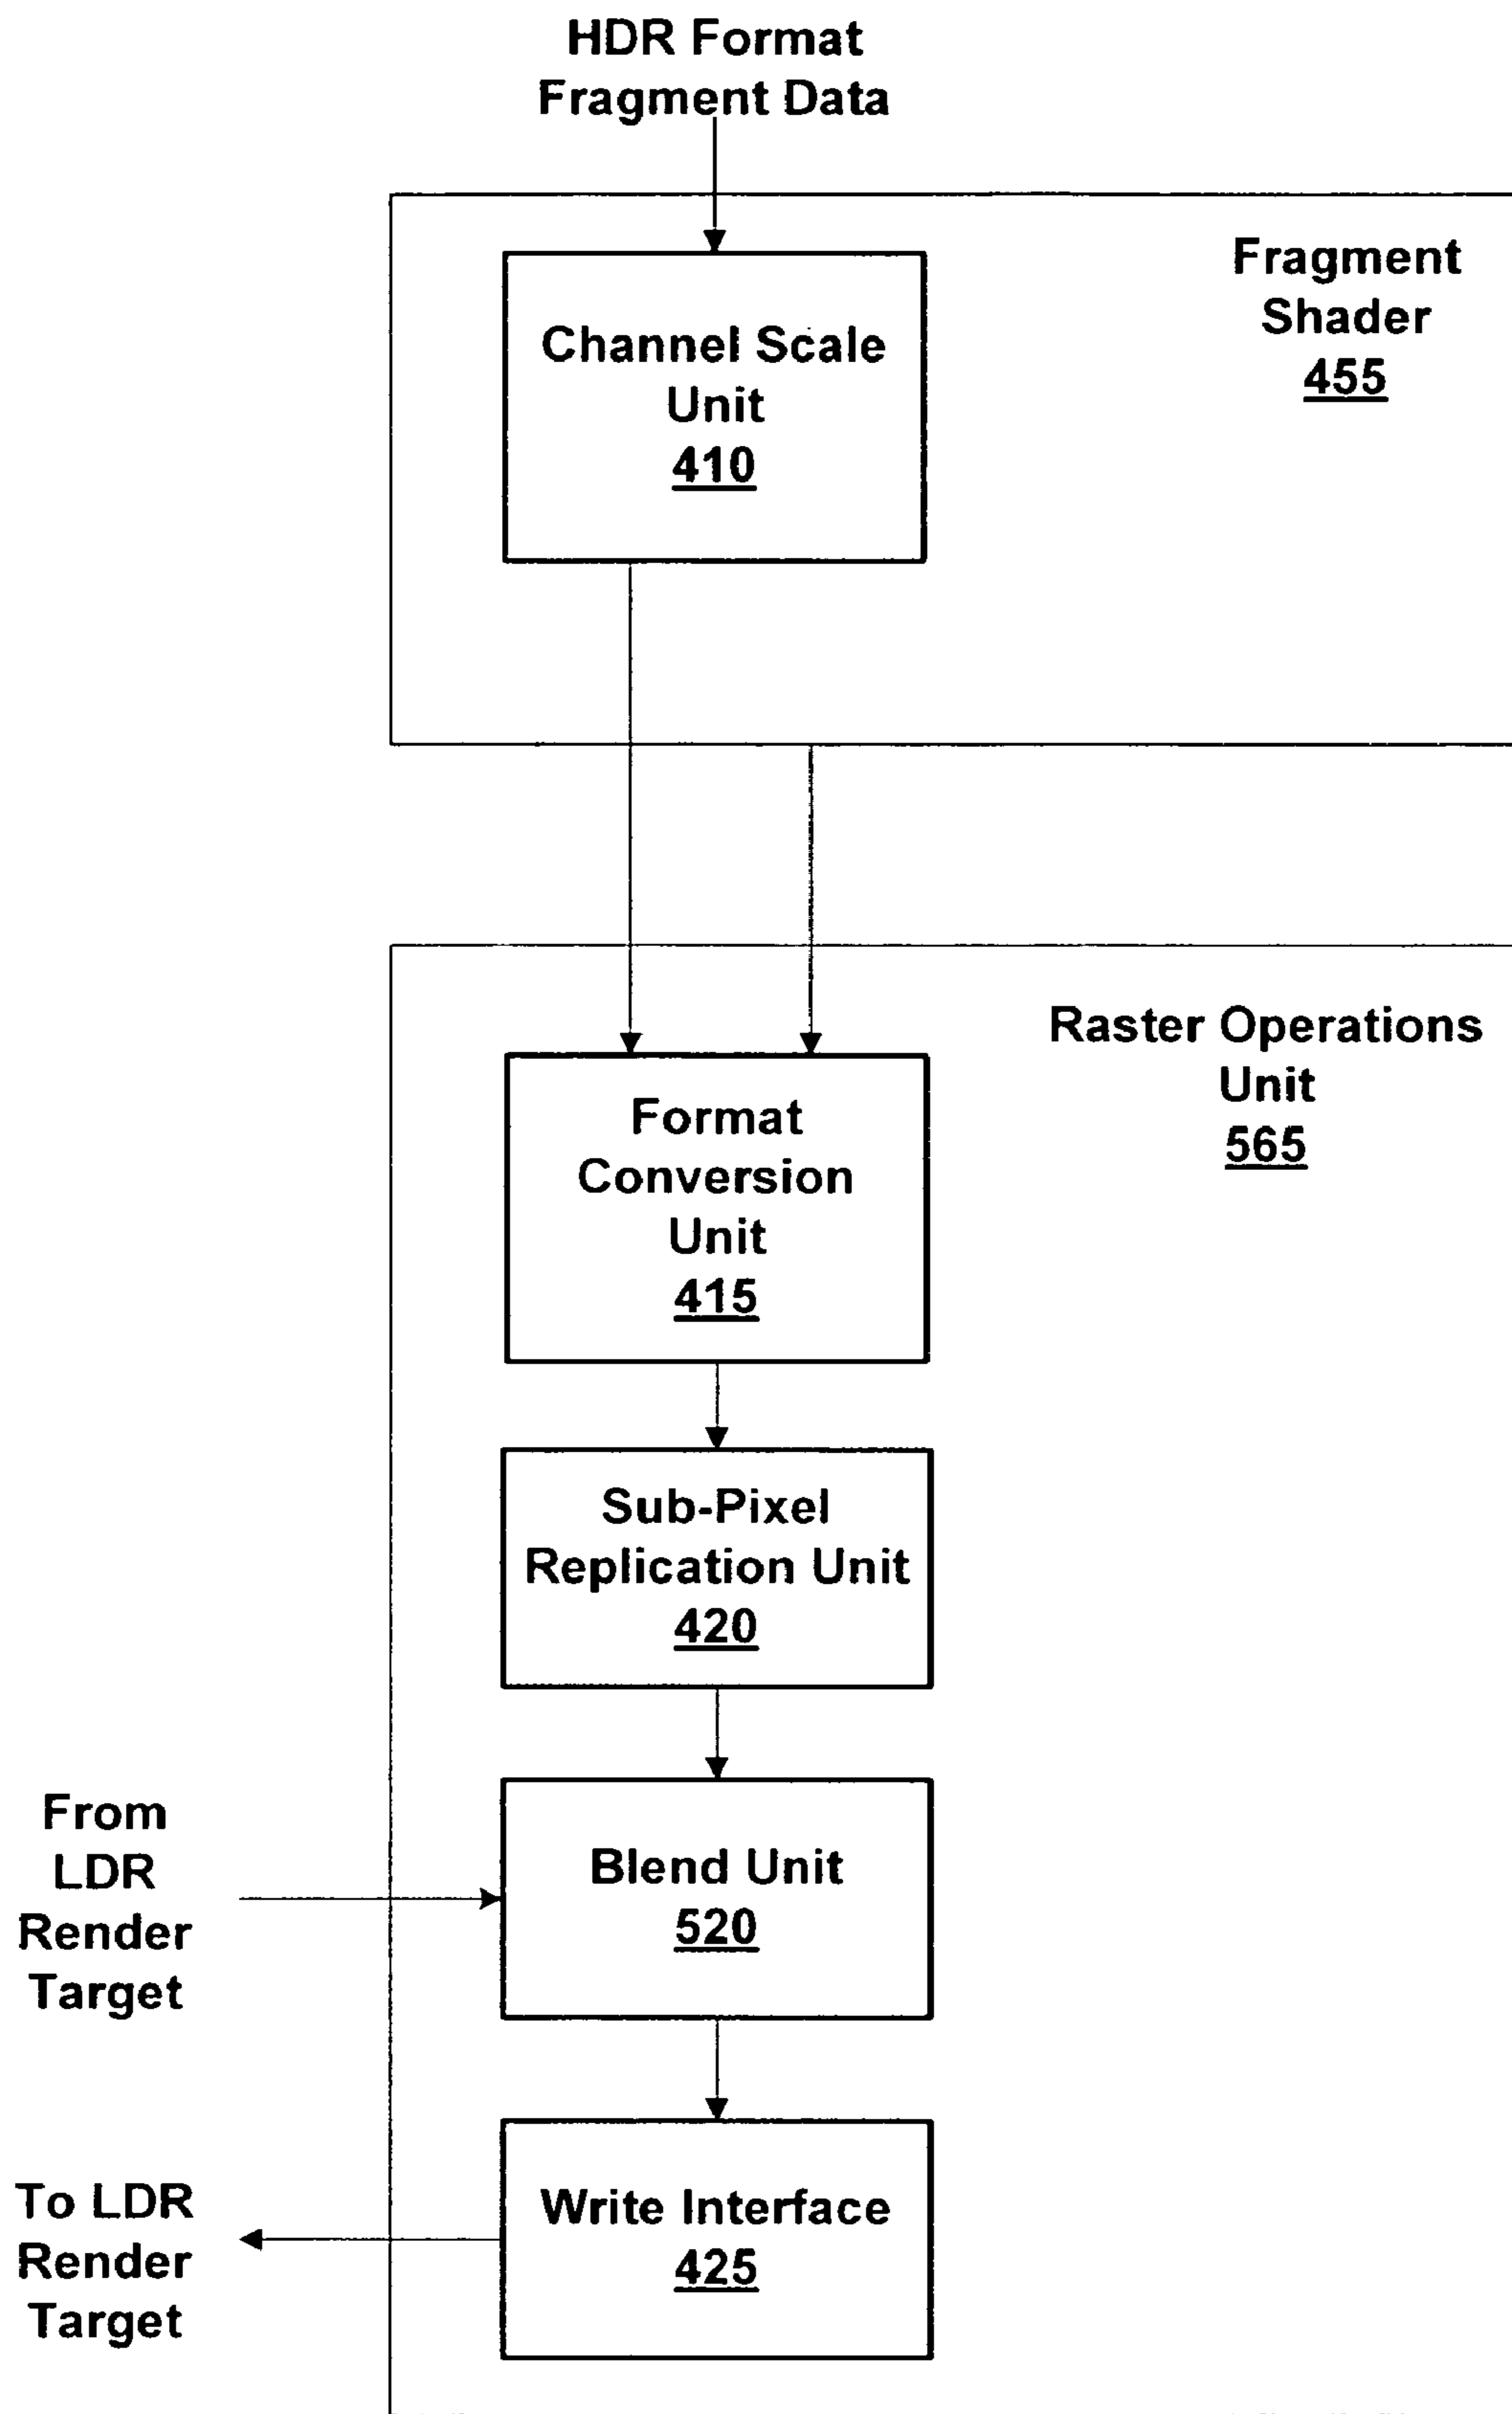 HDR Format
Fragment Data
Fragment
Shader
455
Channel Scale
Unit
410
Raster Operations
Unit
565
Format
Conversion
Unit
415
Sub-Pixel
Replication Unit
420
From
LDR
Render
Target
Blend Unit
520
To LDR
Render
Target
Write Interface
425